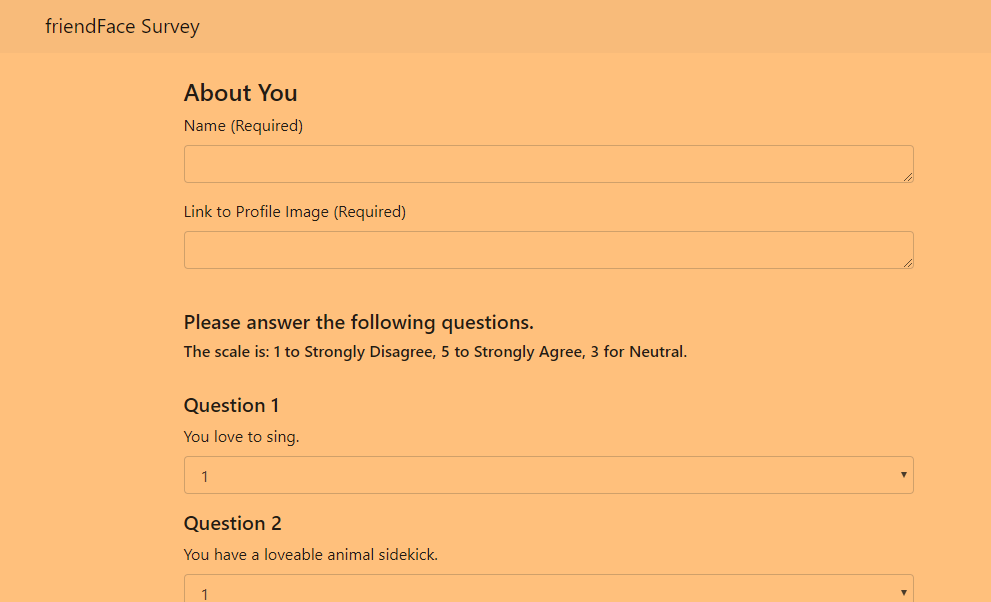 friendFace Survey
About You
Name (Required)
Link to Profile Image (Required)
Please answer the following questions.
The scale is: 1 to Strongly Disagree, 5 to Strongly Agree, 3 for Neutral.
Question 1
You love to sing.
1
Question 2
You have a loveable animal sidekick.
1